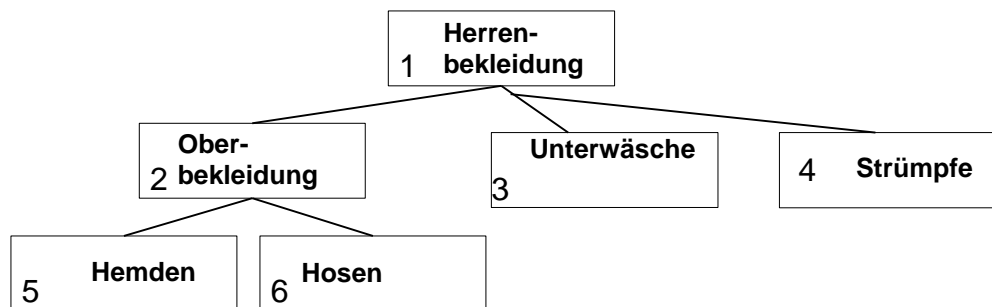 Herren-
1 bekleidung
Ober-
2 bekleidung
Unterwäsche
3
4 Strümpfe
Hemden
5
Hosen
6